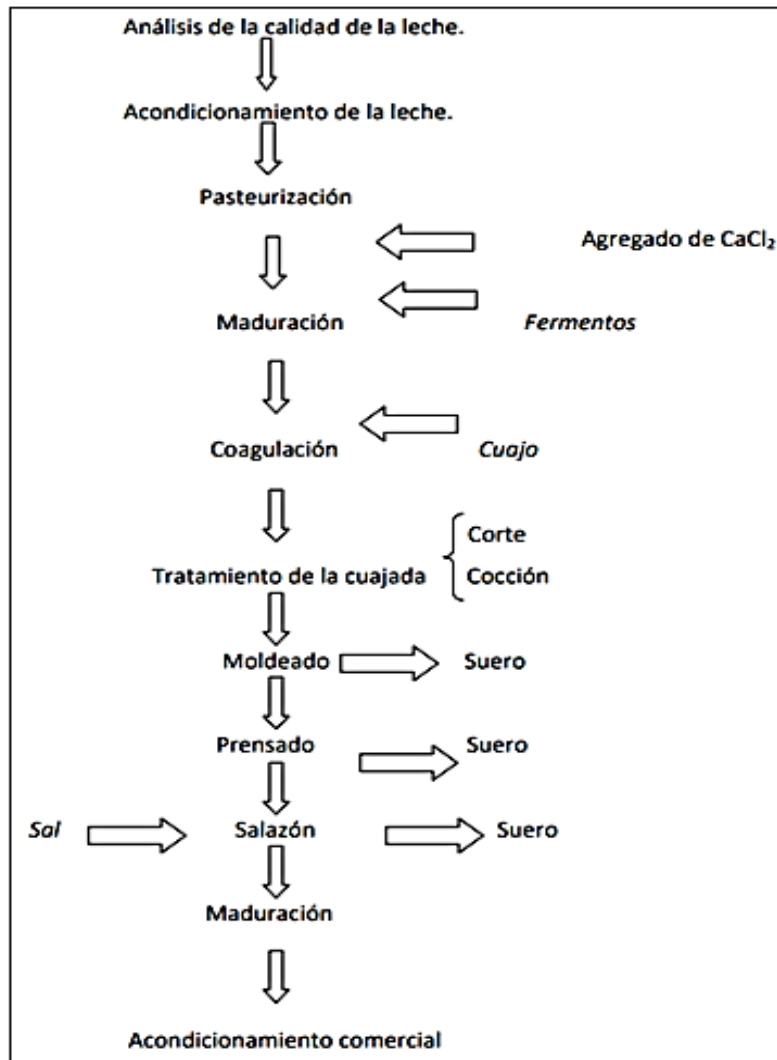 Análisis de la calidad de la leche.
Acondicionamiento de la leche.
Pasteurización
Agregado de CaCl₂
Maduración
Fermentos
Coagulación
Cuajo
Tratamiento de la cuajada
Corte
Cocción
Moldeado
Suero
Prensado
Suero
Sal
Salazón
Suero
Maduración
Acondicionamiento comercial